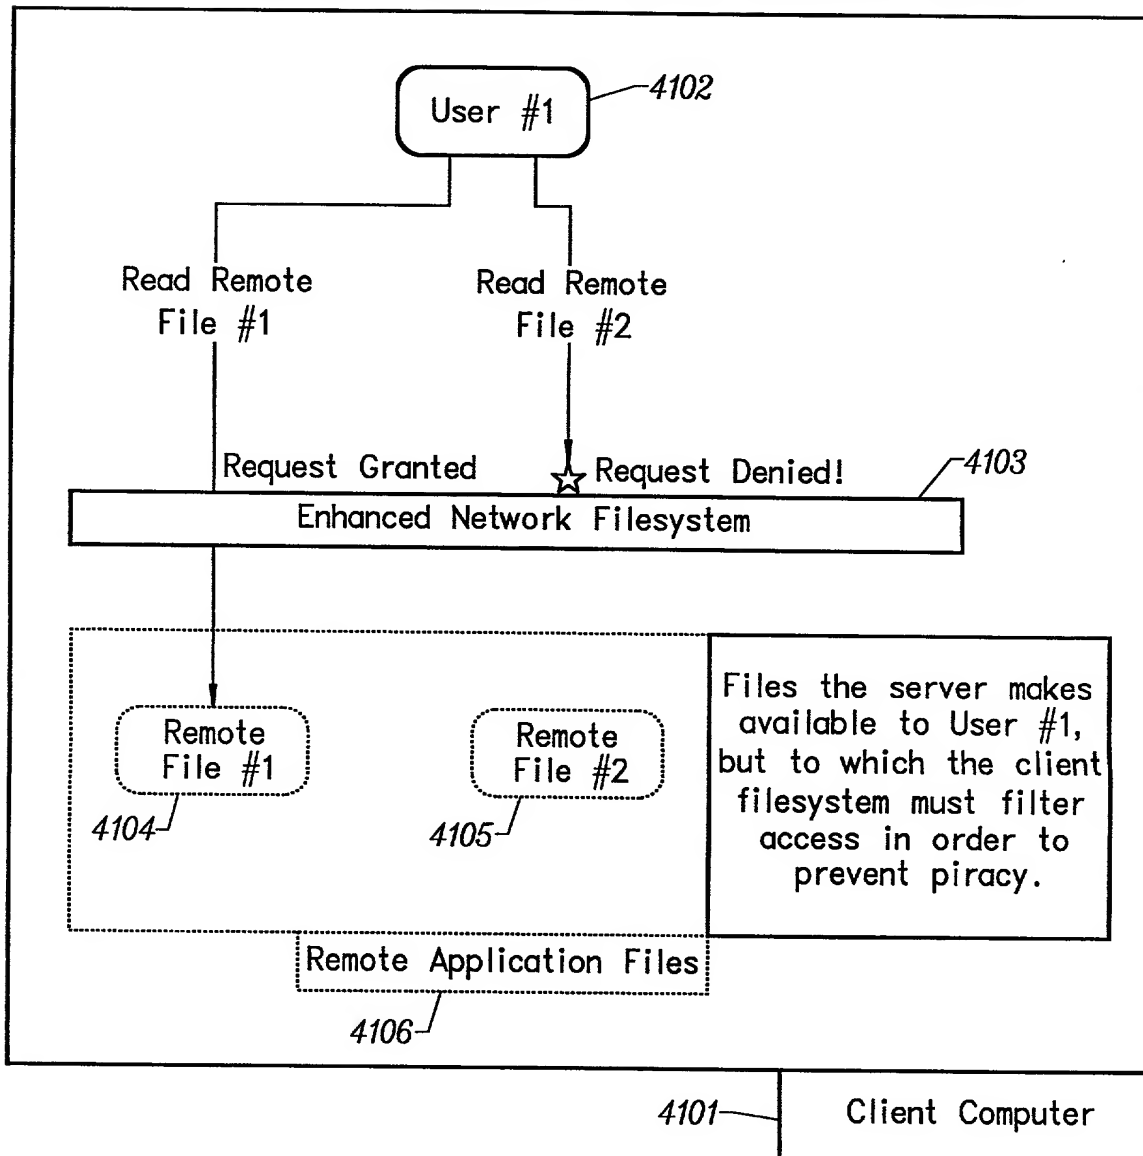 4102
User #1
Read Remote
File #1
Read Remote
File #2
Request Granted
Request Denied!
4103
Enhanced Network Filesystem
Remote
File #1
4104
Remote
File #2
4105
Files the server makes
available to User #1,
but to which the client
filesystem must filter
access in order to
prevent piracy.
Remote Application Files
4106
4101
Client Computer